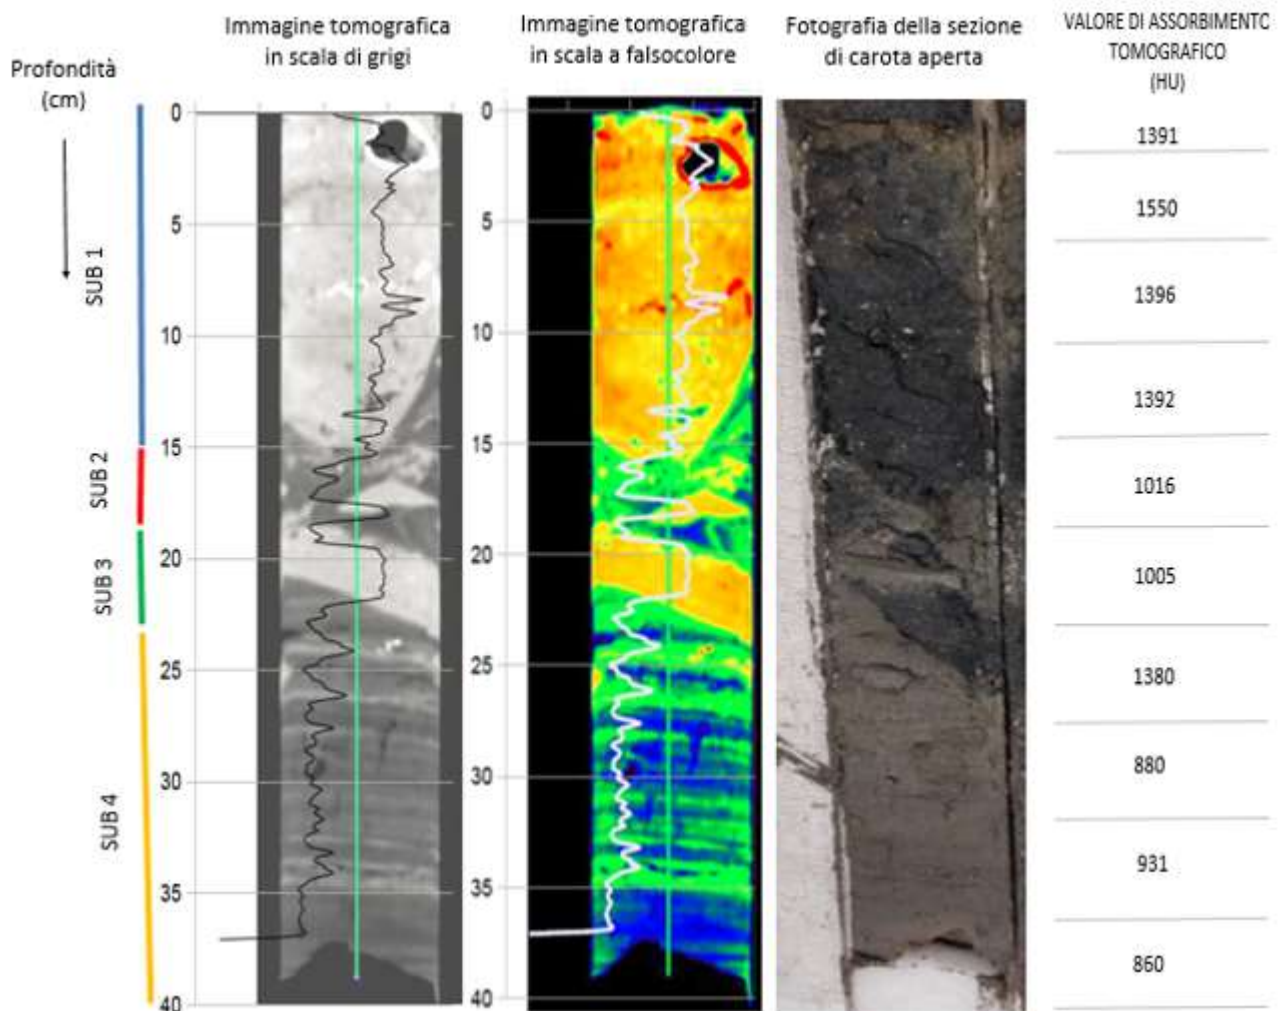 Immagine tomografica
in scala di grigi
Immagine tomografica
in scala a falsocolore
Fotografia della sezione
di carota aperta
VALORE DI ASSORBIMENTO
TOMOGRAFICO
(HU)
Profondità
(cm)
SUB 1
SUB 2
SUB 3
SUB 4
0
5
10
15
20
25
30
35
40
0
5
10
15
20
25
30
35
40
1391
1550
1396
1392
1016
1005
1380
880
931
860